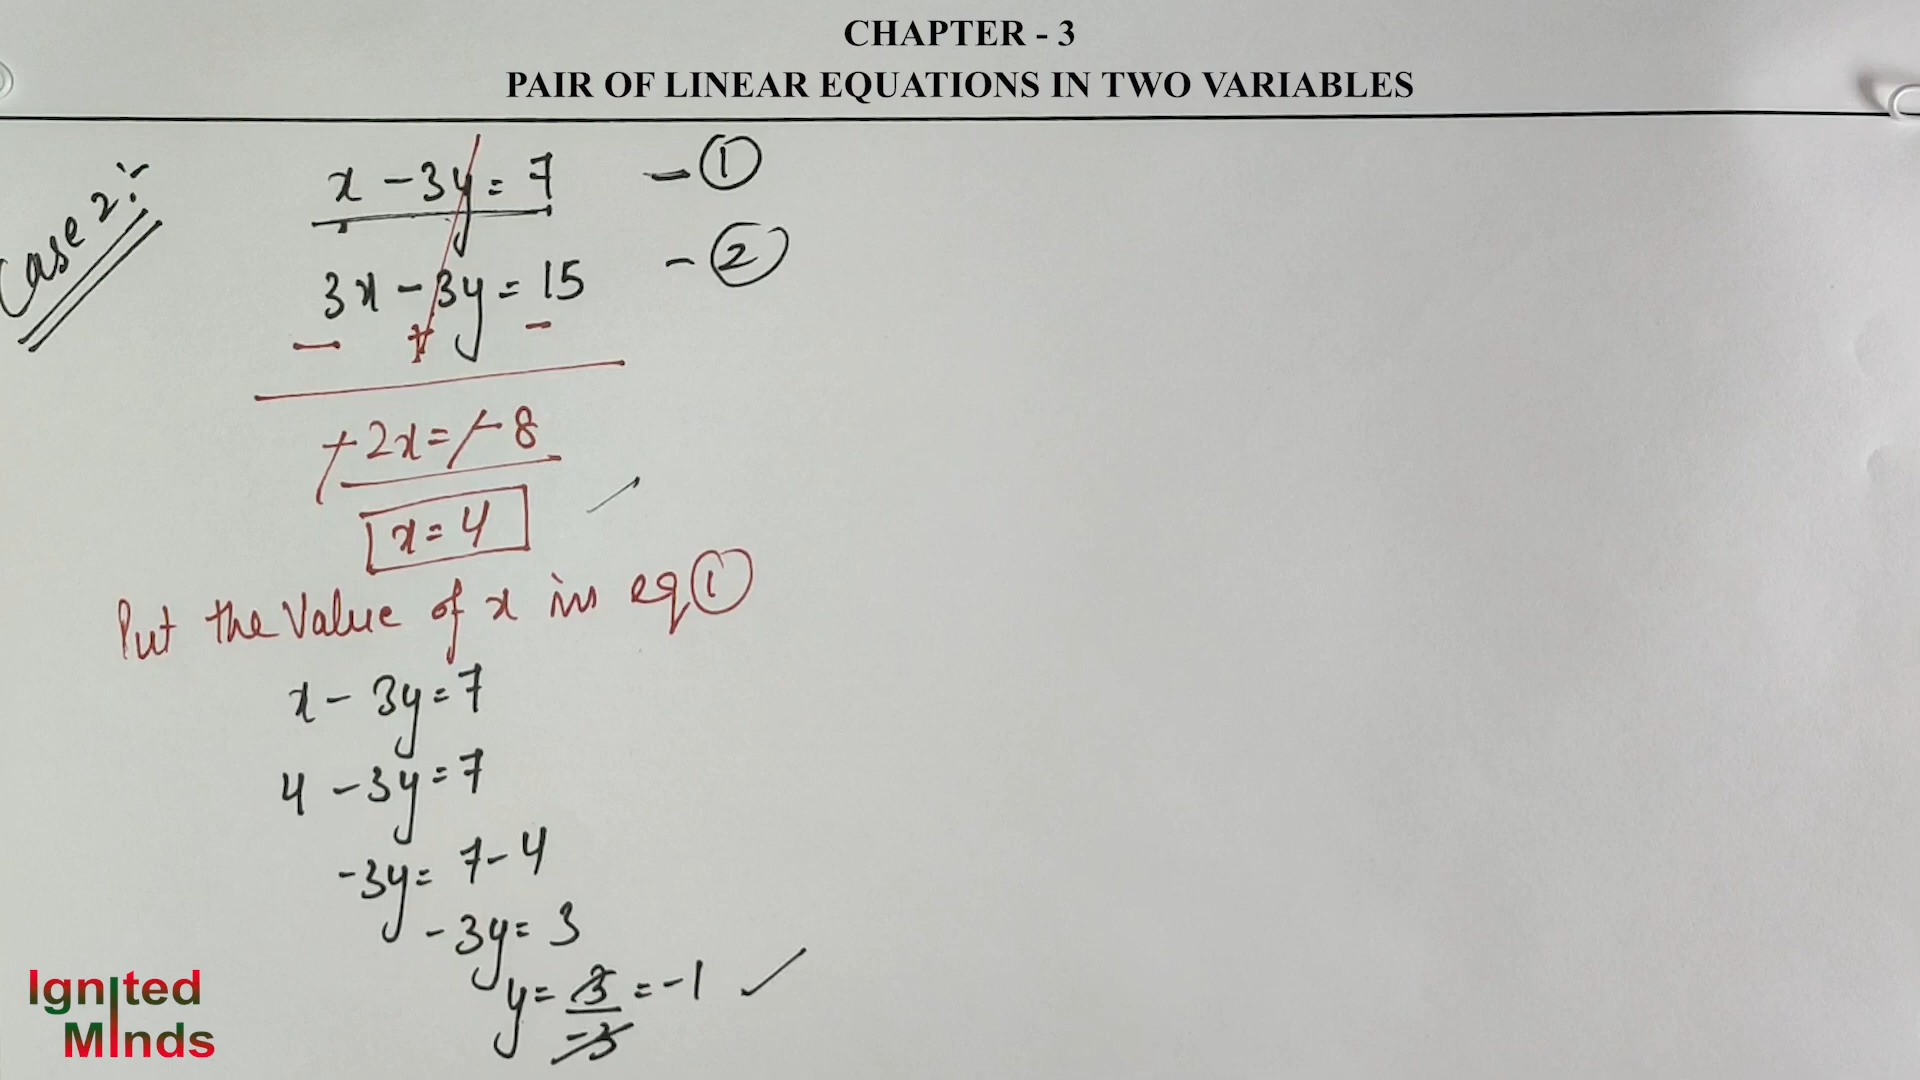 CHAPTER - 3
PAIR OF LINEAR EQUATIONS IN TWO VARIABLES
Case 2:-
x - 3y = 7 - ①
3x - 3y = 15 - ②
- + -
-2x = -8
x = 4
Put the value of x in eq ①
x - 3y = 7
4 - 3y = 7
-3y = 7 - 4
-3y = 3
y = 3/-3 = -1 ✓
Ignited
Minds